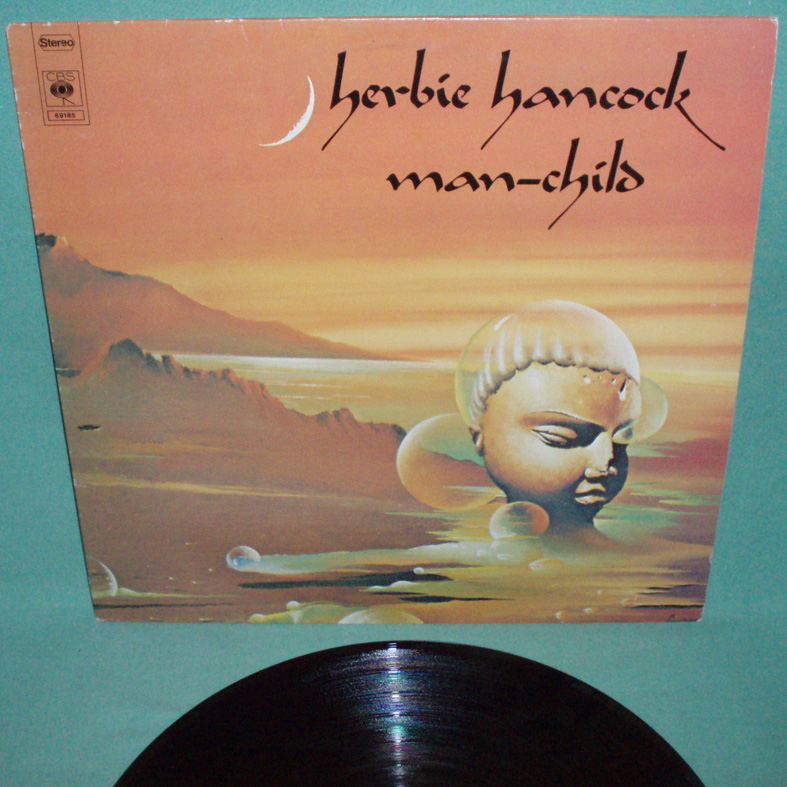 Stereo
CBS
69185
herbie hancock
man-child